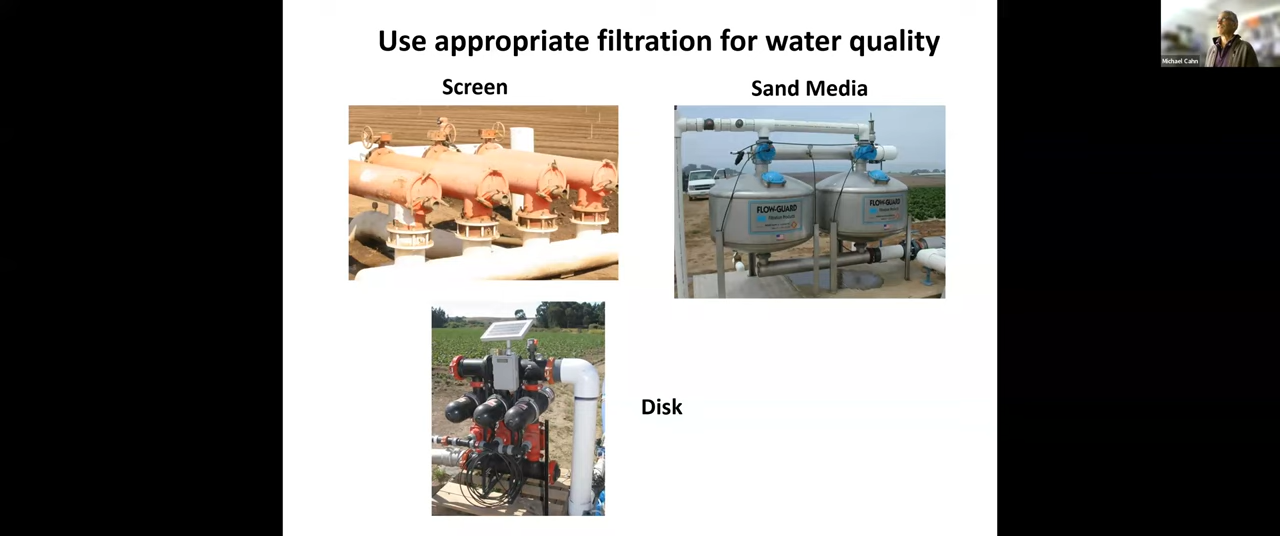 Use appropriate filtration for water quality
Michael Cahn
Screen
Sand Media
FLOW-GUARD
FLOW-GUARD
Disk